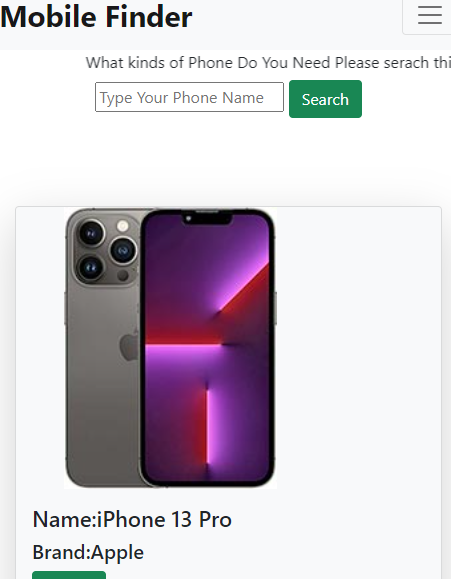 Mobile Finder
What kinds of Phone Do You Need Please serach thi
Type Your Phone Name
Search
Name:iPhone 13 Pro
Brand:Apple